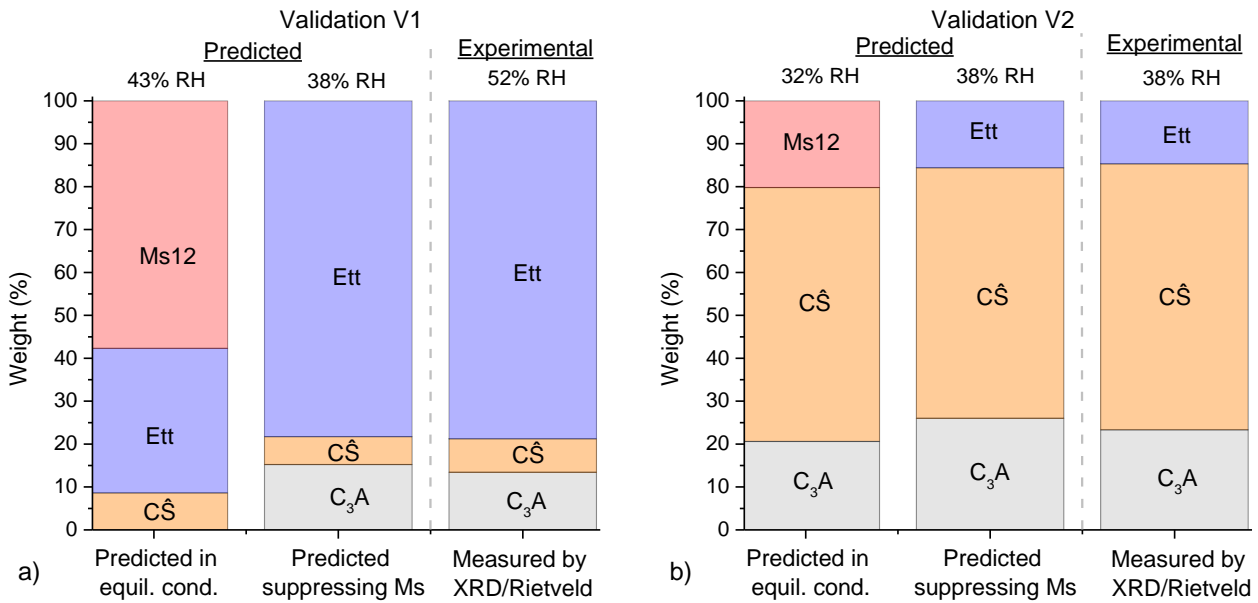 Validation V1
Predicted
Experimental
43% RH
38% RH
52% RH
Weight (%)
100
90
80
70
60
50
40
30
20
10
0
Ms12
Ett
CŜ
Ett
CŜ
C₃A
Ett
CŜ
C₃A
Predicted in
equil. cond.
Predicted
suppressing Ms
Measured by
XRD/Rietveld
a)
Validation V2
Predicted
Experimental
32% RH
38% RH
38% RH
Weight (%)
100
90
80
70
60
50
40
30
20
10
0
Ms12
CŜ
C₃A
Ett
CŜ
C₃A
Ett
CŜ
C₃A
Predicted in
equil. cond.
Predicted
suppressing Ms
Measured by
XRD/Rietveld
b)